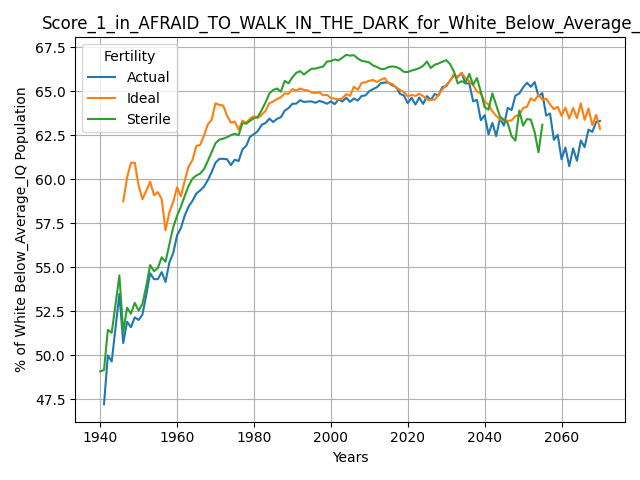 Score_1_in_AFRAID_TO_WALK_IN_THE_DARK_for_White_Below_Average_
Fertility
Actual
Ideal
Sterile
67.5
65.0
62.5
60.0
57.5
55.0
52.5
50.0
47.5
% of White Below_Average_IQ Population
1940
1960
1980
2000
2020
2040
2060
Years